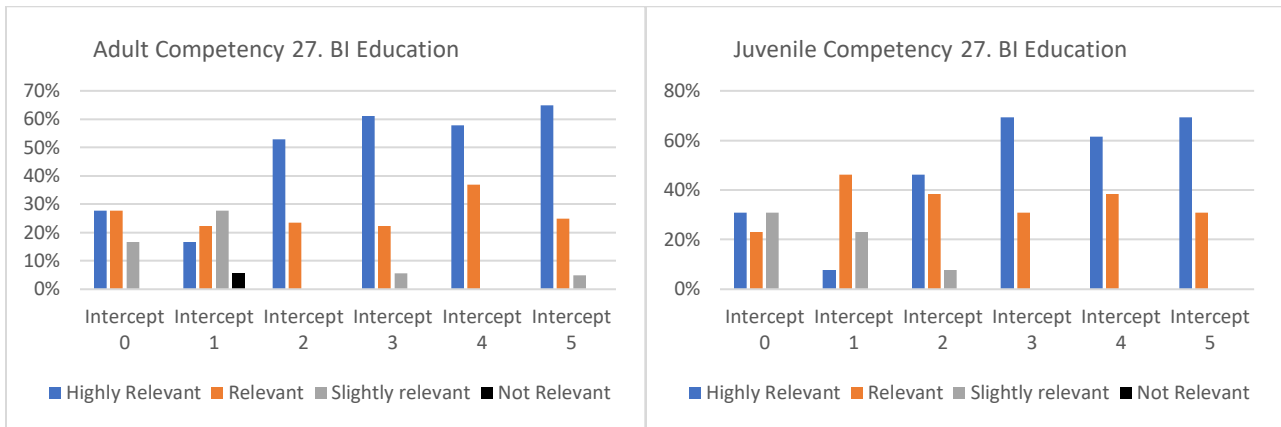 Adult Competency 27. BI Education
70%
60%
50%
40%
30%
20%
10%
0%
Intercept Intercept Intercept Intercept Intercept Intercept
0 1 2 3 4 5
Highly Relevant Relevant Slightly relevant Not Relevant
Juvenile Competency 27. BI Education
80%
60%
40%
20%
0%
Intercept Intercept Intercept Intercept Intercept Intercept
0 1 2 3 4 5
Highly Relevant Relevant Slightly relevant Not Relevant